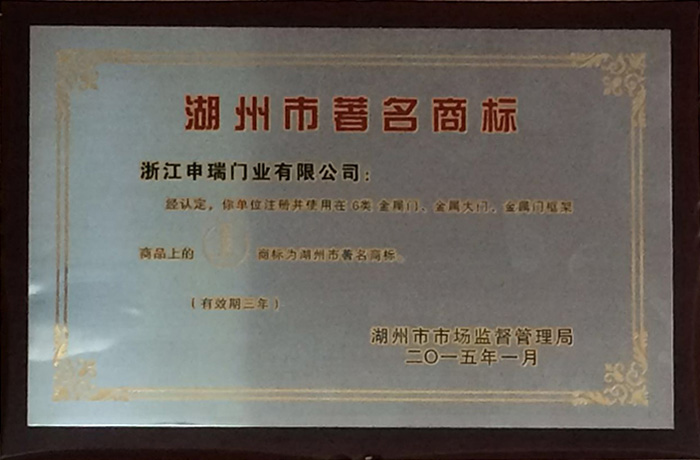 湖州市著名商标
浙江申瑞门业有限公司：
经认定，你单位注册并使用在6类金属门、金属大门、金属门框架
商品上的 商标为湖州市著名商标。
（有效期三年）
湖州市市场监督管理局
二〇一五年一月